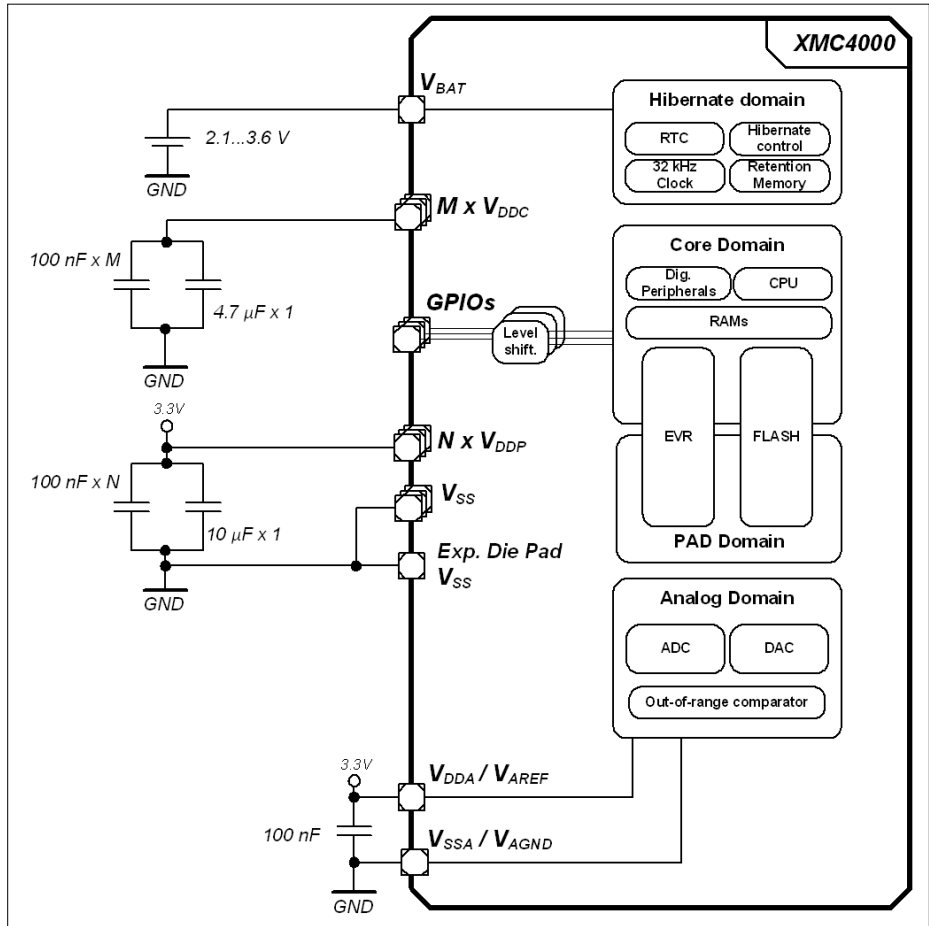 XMC4000
VBAT
2.1...3.6 V
GND
Hibernate domain
RTC
Hibernate
control
32 kHz
Clock
Retention
Memory
M x VDDC
100 nF x M
4.7 µF x 1
GND
Core Domain
Dig.
Peripherals
CPU
RAMs
GPIOs
Level
shift.
EVR
FLASH
PAD Domain
3.3V
N x VDDP
100 nF x N
10 µF x 1
VSS
Exp. Die Pad
VSS
GND
Analog Domain
ADC
DAC
Out-of-range comparator
3.3V
VDDA / VAREF
100 nF
VSSA / VAGND
GND